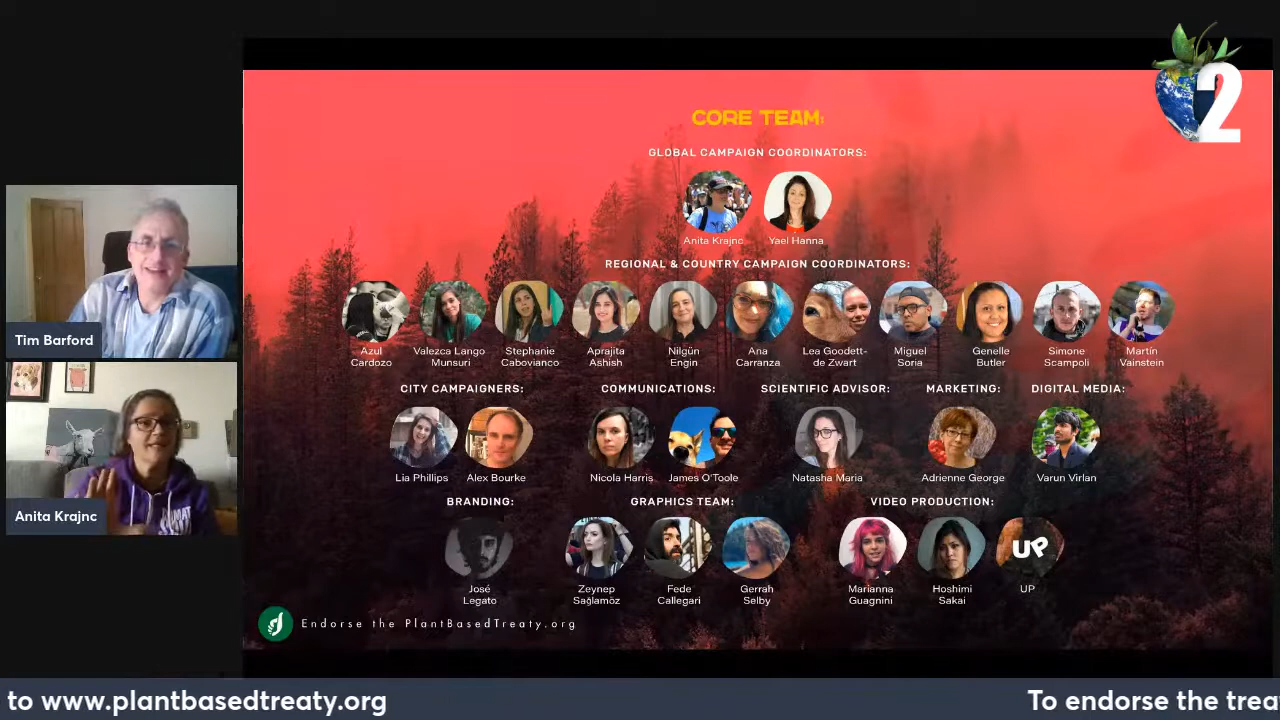 2
CORE TEAM:
GLOBAL CAMPAIGN COORDINATORS:
Anita Krajnc
Yael Hanna
REGIONAL & COUNTRY CAMPAIGN COORDINATORS:
Azul
Cardozo
Valezca Lango
Munsuri
Stephanie
Cabovianco
Aprajita
Ashish
Nilgün
Engin
Ana
Carranza
Lea Goodett-
de Zwart
Miguel
Soria
Genelle
Butler
Simone
Scampoli
Martín
Vainstein
Tim Barford
CITY CAMPAIGNERS:
Lia Phillips
Alex Bourke
COMMUNICATIONS:
Nicola Harris
James O'Toole
SCIENTIFIC ADVISOR:
Natasha Maria
MARKETING:
Adrienne George
DIGITAL MEDIA:
Varun Virlan
Anita Krajnc
BRANDING:
José
Legato
GRAPHICS TEAM:
Zeynep
Sağlamöz
Fede
Callegari
Gerrah
Selby
VIDEO PRODUCTION:
Marianna
Guagnini
Hoshimi
Sakai
UP
UP
Endorse the PlantBasedTreaty.org
to www.plantbasedtreaty.org
To endorse the trea